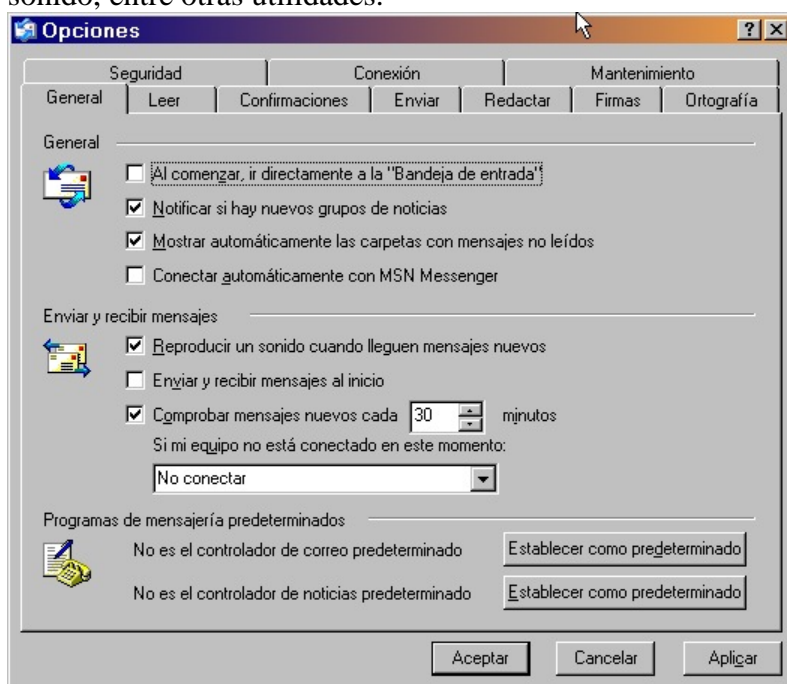 sonido, entre otras utilidades.
Opciones
Seguridad Conexión Mantenimiento
General Leer Confirmaciones Enviar Redactar Firmas Ortografía
General
Al comenzar, ir directamente a la "Bandeja de entrada"
Notificar si hay nuevos grupos de noticias
Mostrar automáticamente las carpetas con mensajes no leídos
Conectar automáticamente con MSN Messenger
Enviar y recibir mensajes
Reproducir un sonido cuando lleguen mensajes nuevos
Enviar y recibir mensajes al inicio
Comprobar mensajes nuevos cada 30 minutos
Si mi equipo no está conectado en este momento:
No conectar
Programas de mensajería predeterminados
No es el controlador de correo predeterminado Establecer como predeterminado
No es el controlador de noticias predeterminado Establecer como predeterminado
Aceptar Cancelar Aplicar